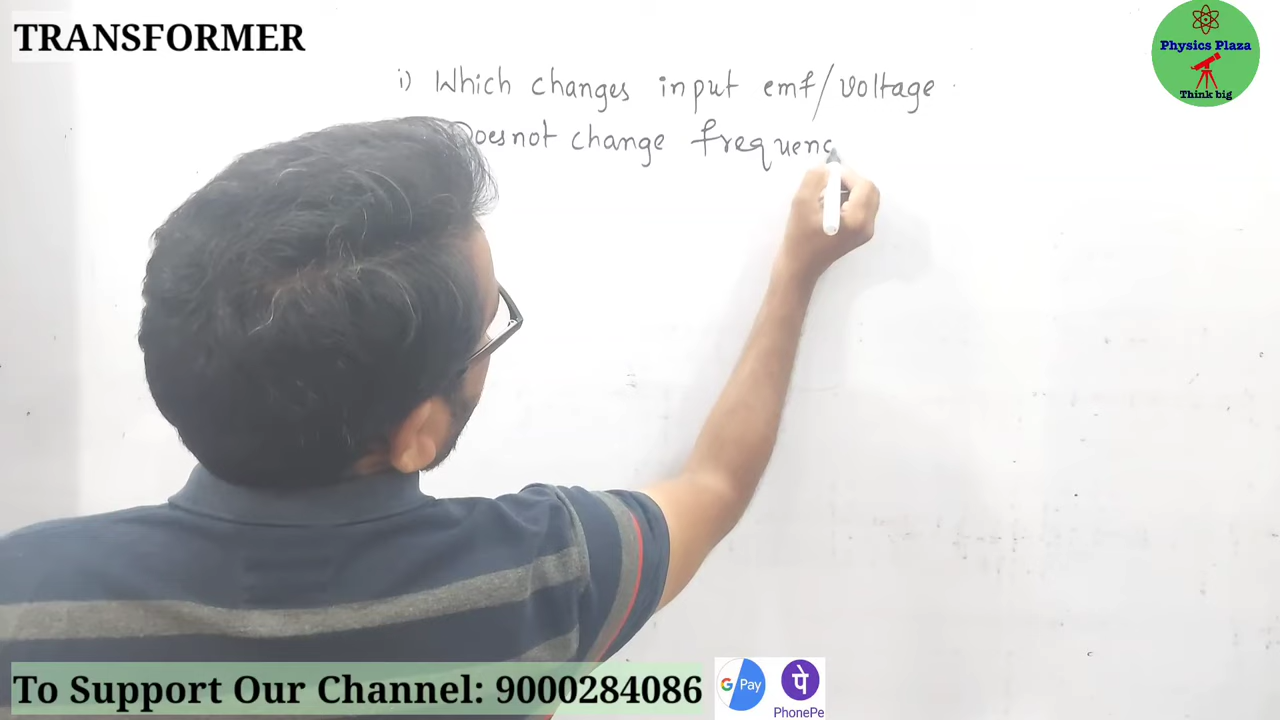 TRANSFORMER
Physics Plaza
Think big
i) Which changes input emf/voltage
Doesnot change frequenc
To Support Our Channel: 9000284086
G Pay
पे
PhonePe